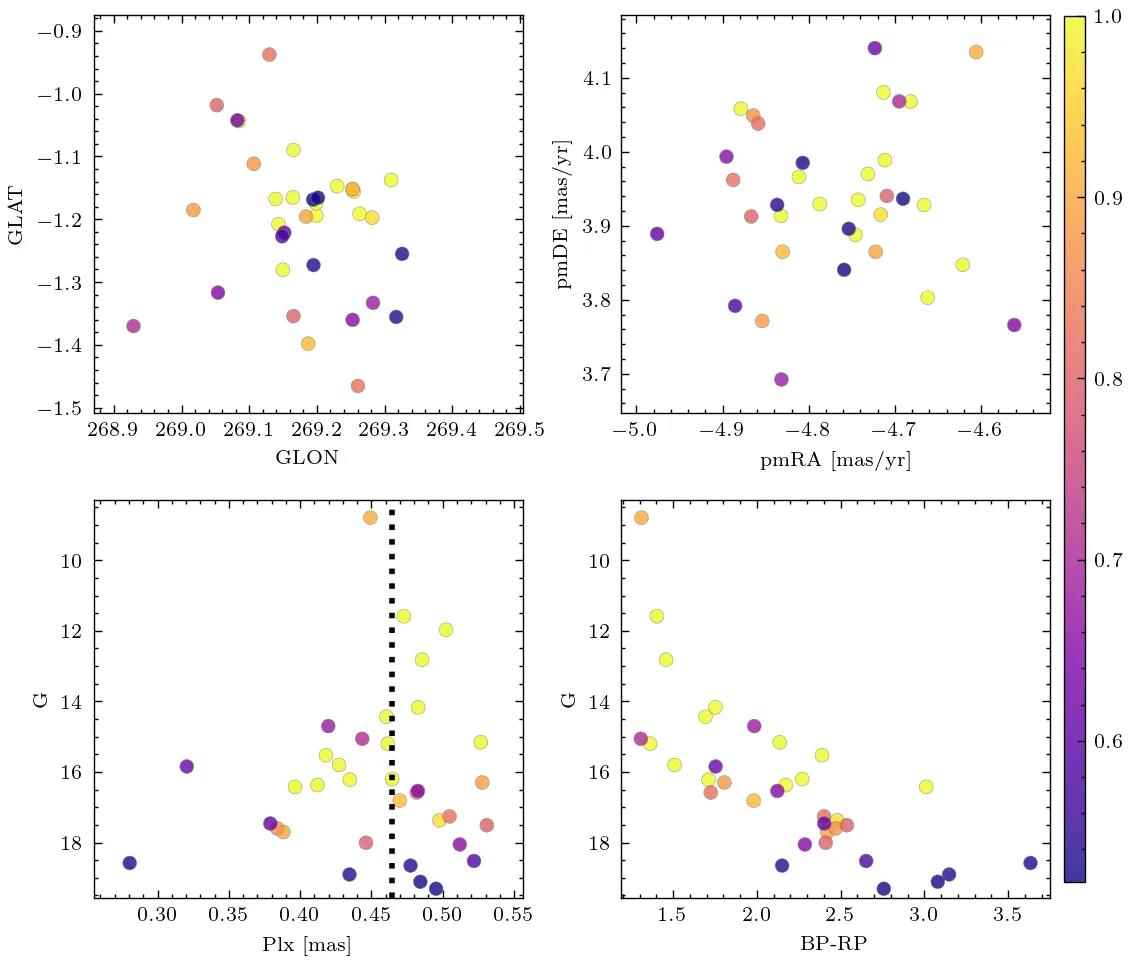 −0.9
−1.0
−1.1
−1.2
−1.3
−1.4
−1.5
GLAT
268.9 269.0 269.1 269.2 269.3 269.4 269.5
GLON
4.1
4.0
3.9
3.8
3.7
pmDE [mas/yr]
−5.0 −4.9 −4.8 −4.7 −4.6
pmRA [mas/yr]
1.0
0.9
0.8
0.7
0.6
10
12
14
16
18
G
0.30 0.35 0.40 0.45 0.50 0.55
Plx [mas]
10
12
14
16
18
G
1.5 2.0 2.5 3.0 3.5
BP-RP